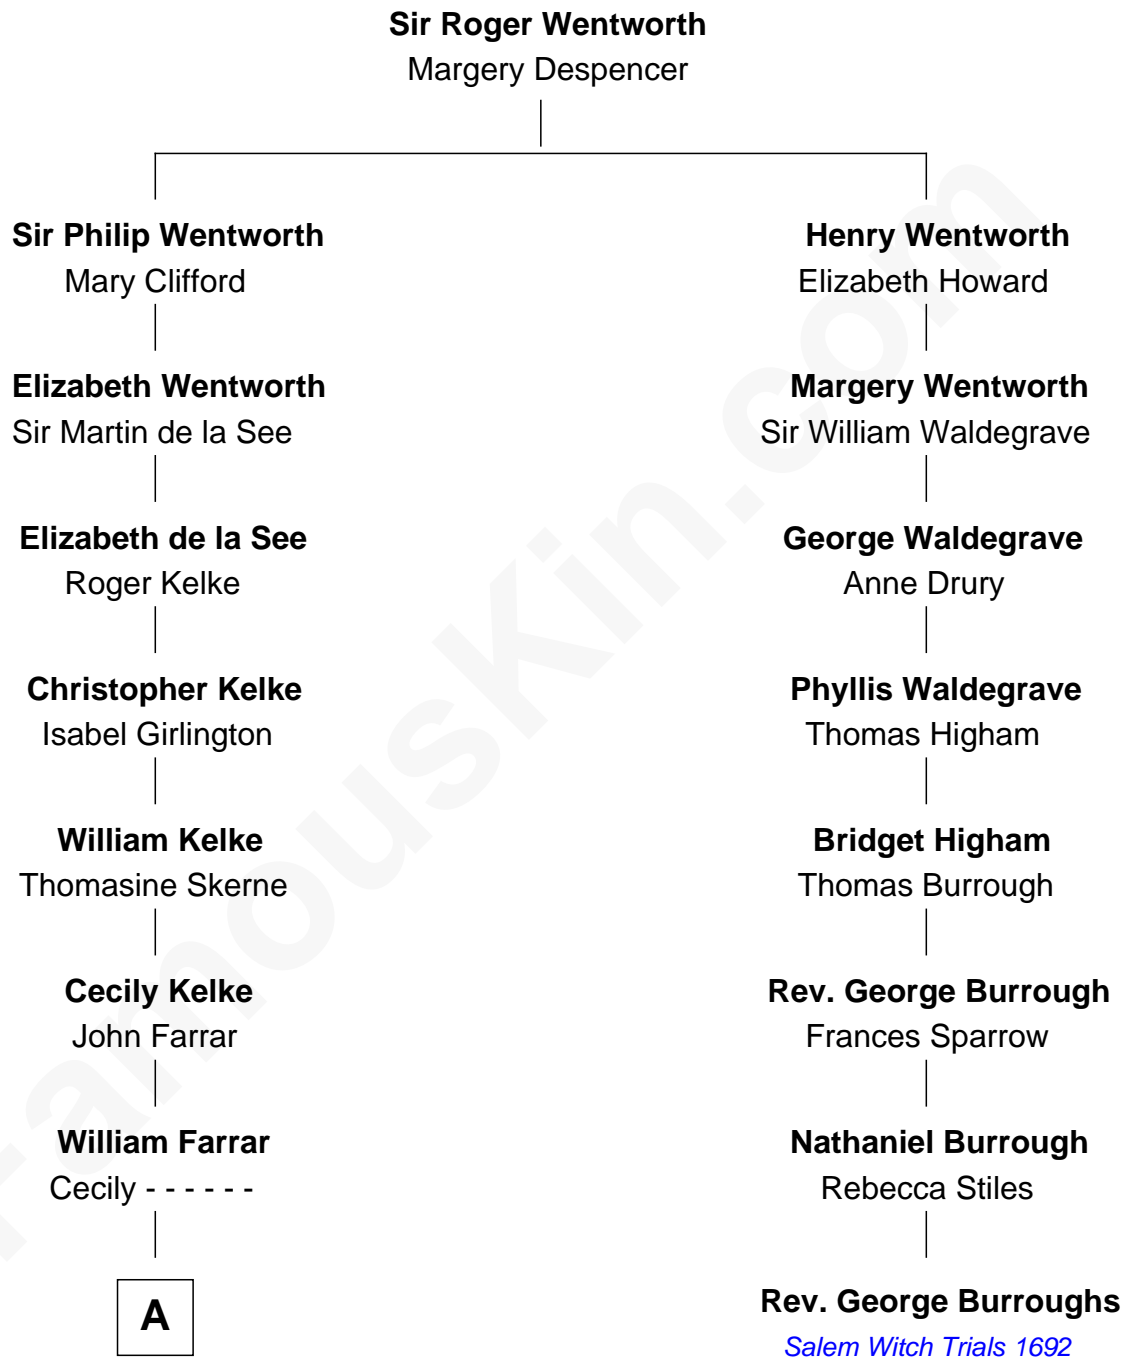 Sir Roger Wentworth
Margery Despencer
Sir Philip Wentworth
Mary Clifford
Henry Wentworth
Elizabeth Howard
Elizabeth Wentworth
Sir Martin de la See
Margery Wentworth
Sir William Waldegrave
Elizabeth de la See
Roger Kelke
George Waldegrave
Anne Drury
Christopher Kelke
Isabel Girlington
Phyllis Waldegrave
Thomas Higham
William Kelke
Thomasine Skerne
Bridget Higham
Thomas Burrough
Cecily Kelke
John Farrar
Rev. George Burrough
Frances Sparrow
William Farrar
Cecily - - - - - -
Nathaniel Burrough
Rebecca Stiles
A
Rev. George Burroughs
Salem Witch Trials 1692
FamousKin.com